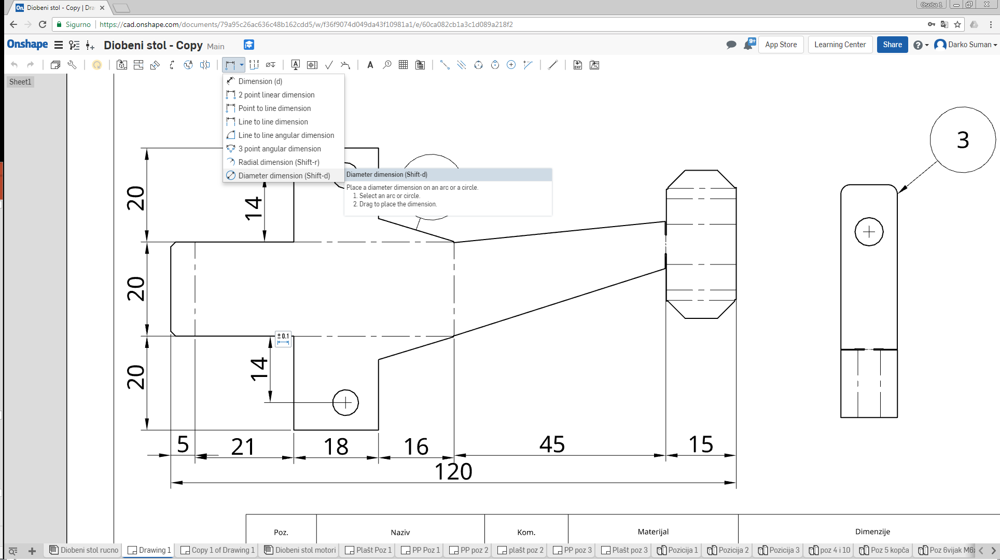 On. Diobeni stol - Copy | Dra
Osoba 1
Sigurno | https://cad.onshape.com/documents/79a95c26ac636c48b162cdd5/w/f36f9074d049da43f10981a1/e/60ca082cb1a3c1d089a218f2
Onshape Diobeni stol - Copy Main 9+ App Store Learning Center Share Darko Suman
Sheet1
Dimension (d)
2 point linear dimension
Point to line dimension
Line to line dimension
Line to line angular dimension
3 point angular dimension
Radial dimension (Shift-r)
Diameter dimension (Shift-d)
Diameter dimension (Shift-d)
Place a diameter dimension on an arc or a circle.
1. Select an arc or circle.
2. Drag to place the dimension.
3
20
14
20
± 0.1
14
20
5 21 18 16 45 15
120
Poz. Naziv Kom. Materijal Dimenzije
Diobeni stol rucno Drawing 1 Copy 1 of Drawing 1 Diobeni stol motori Plašt Poz 1 PP Poz 1 PP poz 2 plašt poz 2 PP poz 3 Plašt poz 3 Pozicija 1 Pozicija 2 Pozicija 3 poz 4 i 10 Poz 5 kopča Poz 6vijak M6x